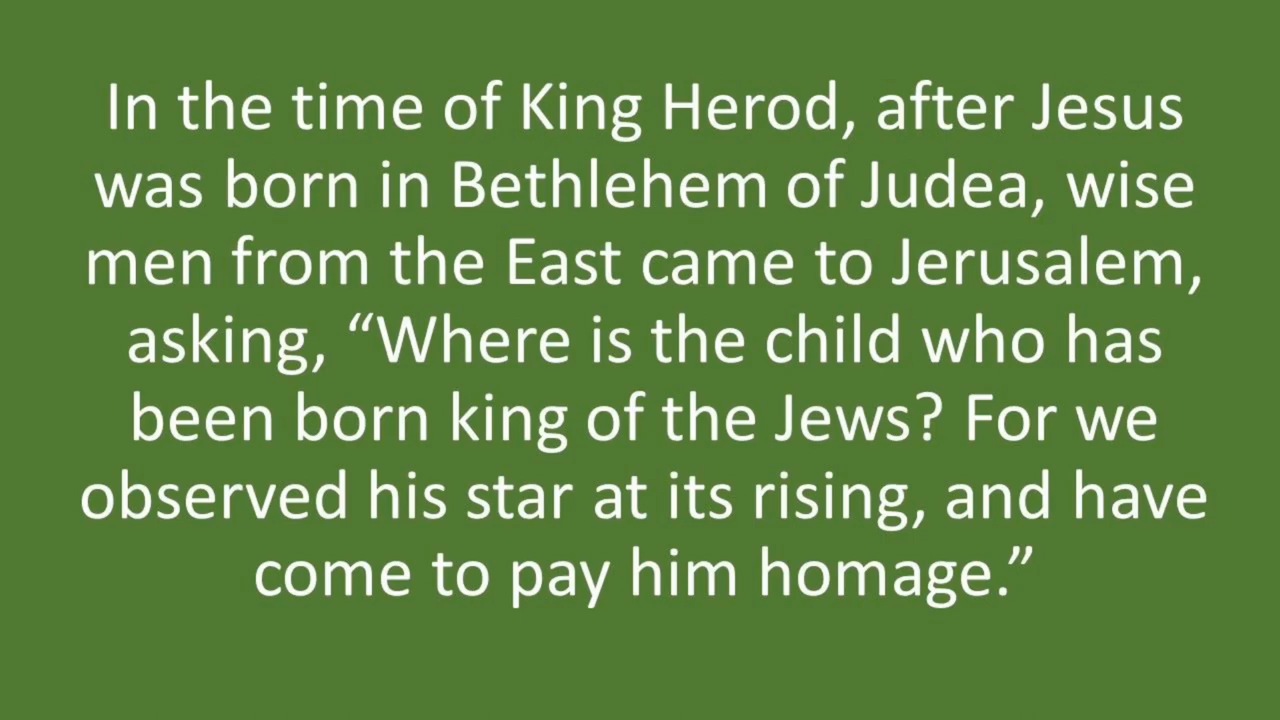 In the time of King Herod, after Jesus
was born in Bethlehem of Judea, wise
men from the East came to Jerusalem,
asking, “Where is the child who has
been born king of the Jews? For we
observed his star at its rising, and have
come to pay him homage.”